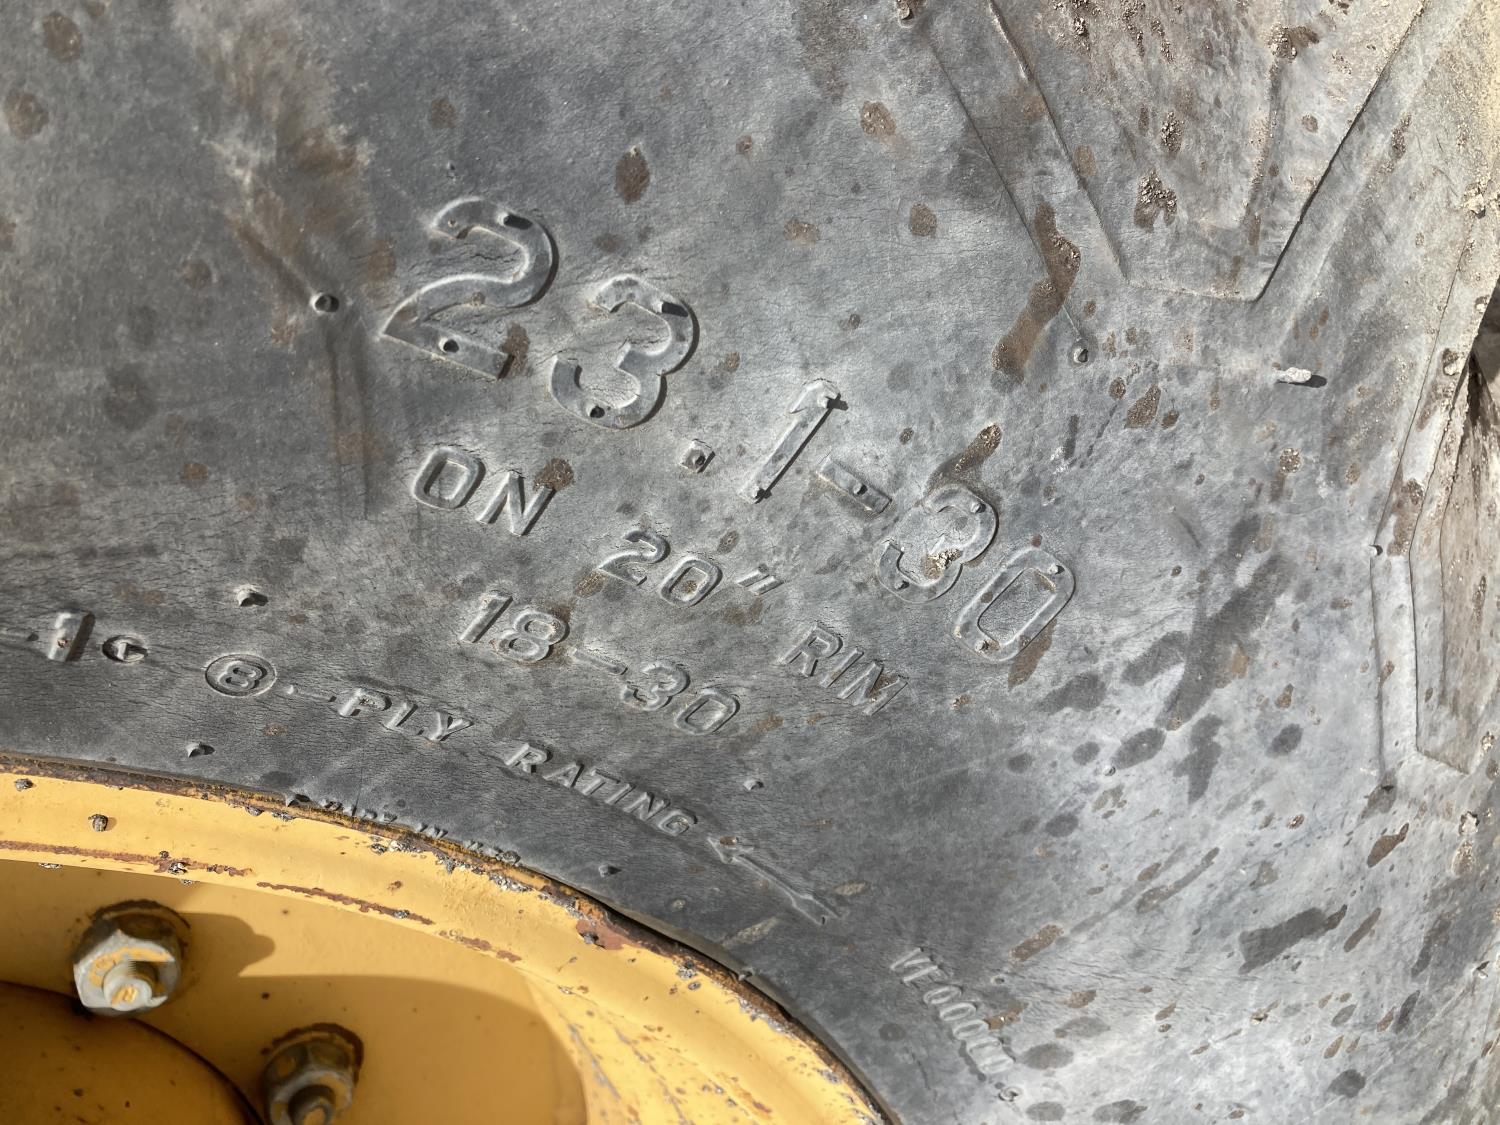 23.1-30
ON 20" RIM
18-30
8-PLY RATING